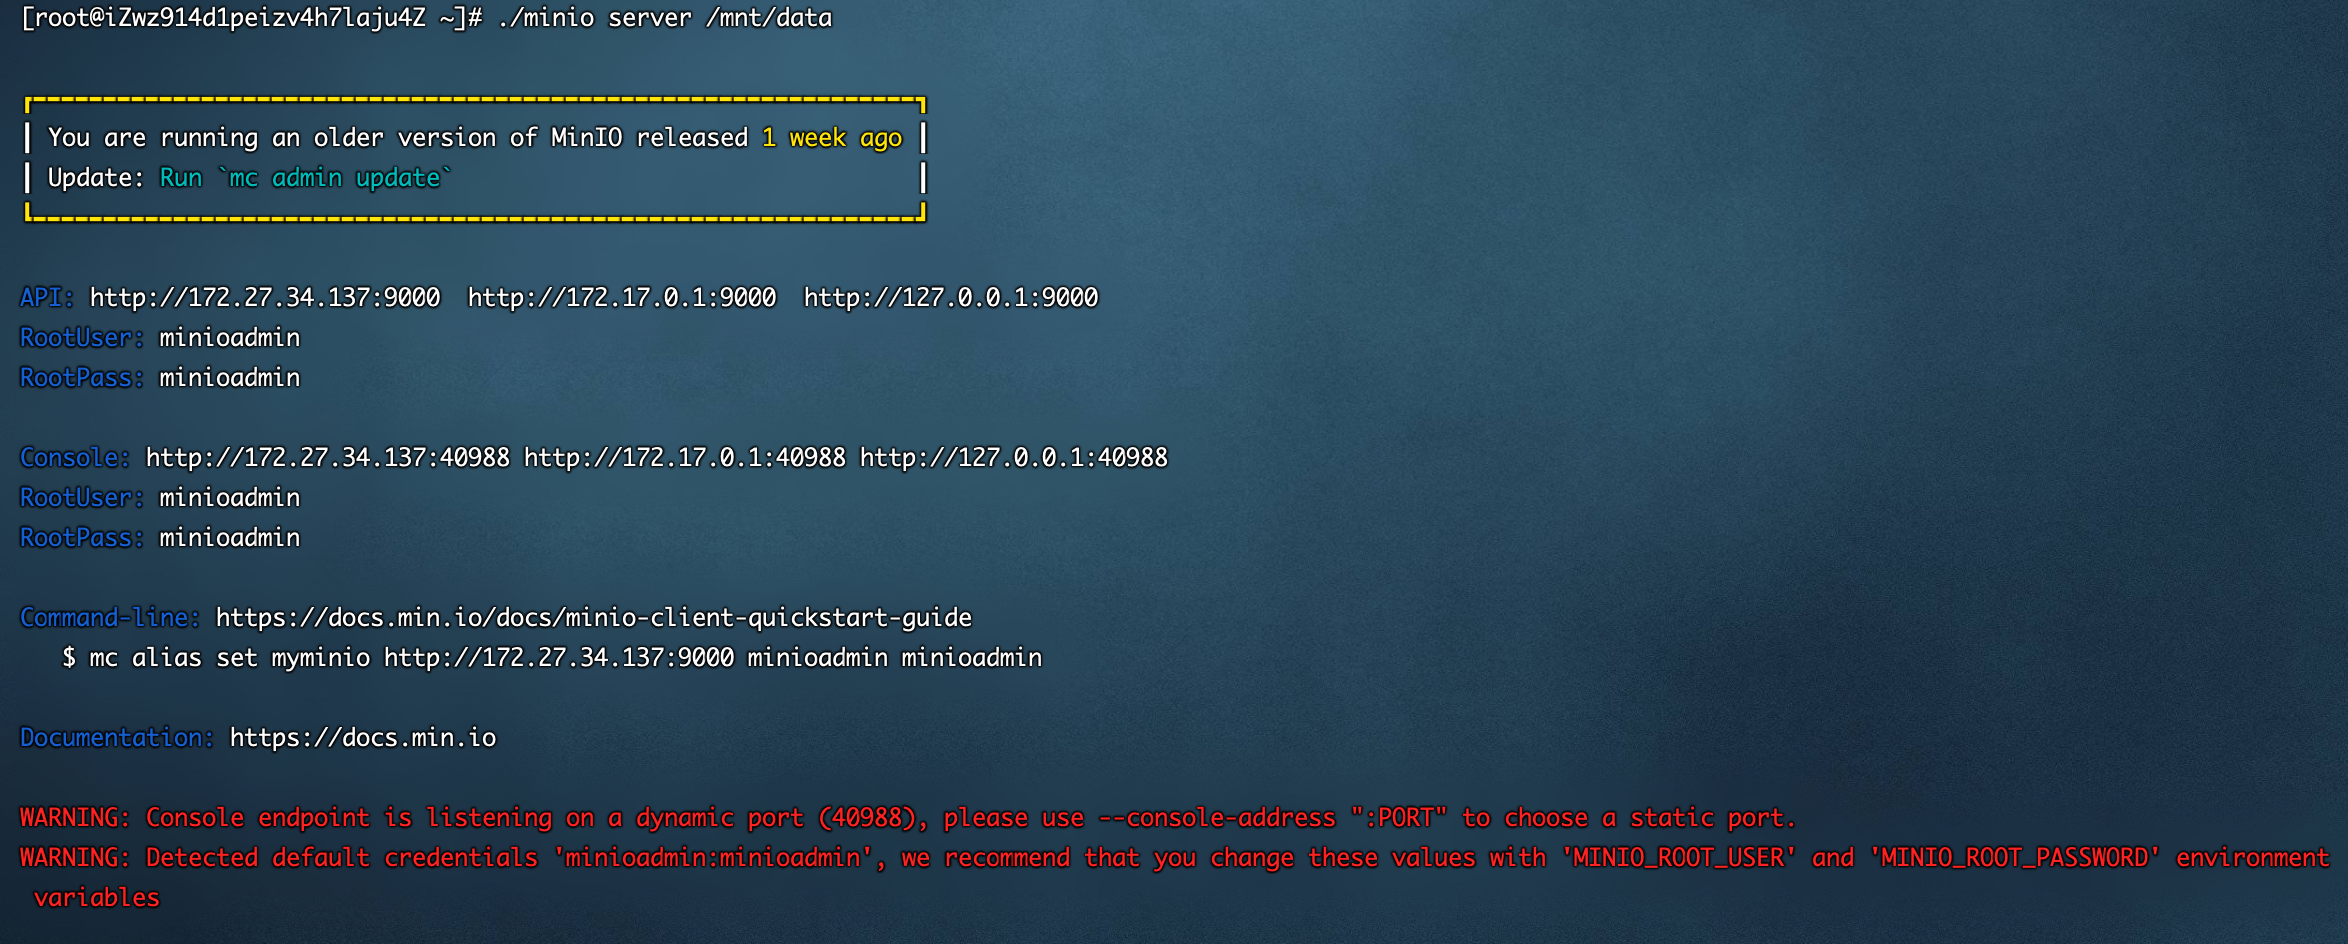 [root@iZwz914d1peizv4h7laju4Z ~]# ./minio server /mnt/data
You are running an older version of MinIO released 1 week ago
Update: Run `mc admin update`
API: http://172.27.34.137:9000  http://172.17.0.1:9000  http://127.0.0.1:9000
RootUser: minioadmin
RootPass: minioadmin
Console: http://172.27.34.137:40988 http://172.17.0.1:40988 http://127.0.0.1:40988
RootUser: minioadmin
RootPass: minioadmin
Command-line: https://docs.min.io/docs/minio-client-quickstart-guide
$ mc alias set myminio http://172.27.34.137:9000 minioadmin minioadmin
Documentation: https://docs.min.io
WARNING: Console endpoint is listening on a dynamic port (40988), please use --console-address ":PORT" to choose a static port.
WARNING: Detected default credentials 'minioadmin:minioadmin', we recommend that you change these values with 'MINIO_ROOT_USER' and 'MINIO_ROOT_PASSWORD' environment
variables